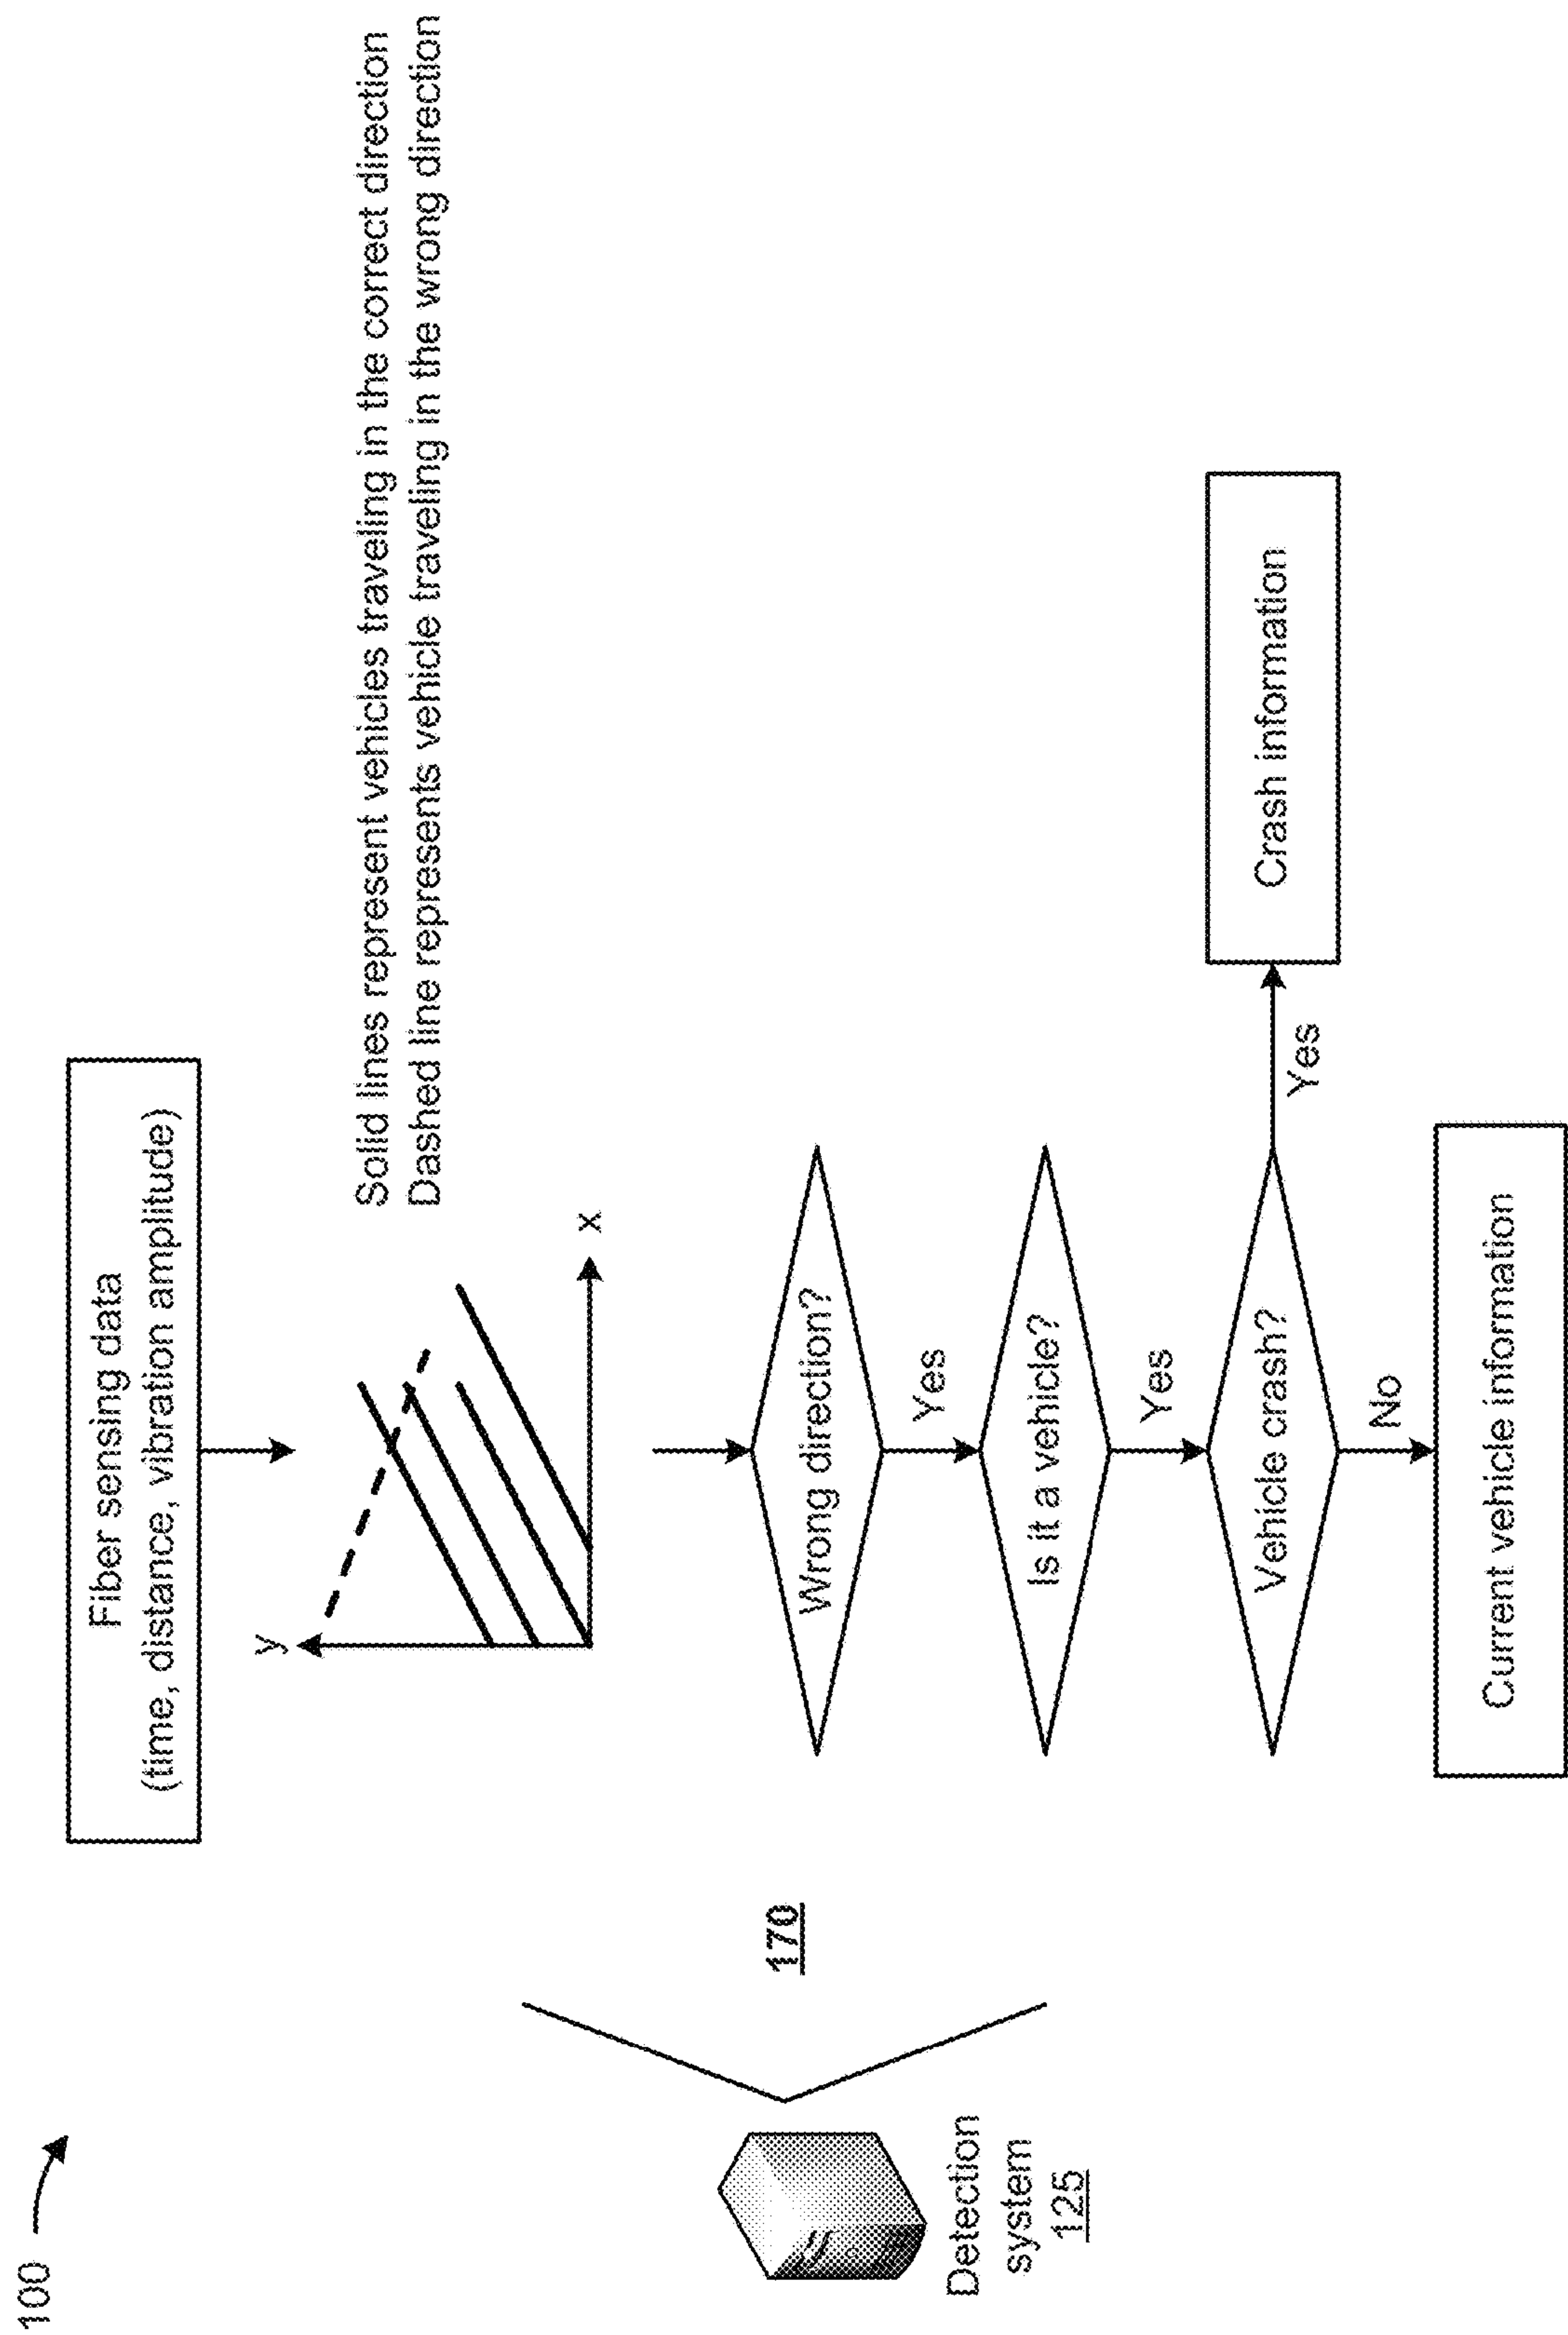 100
Fiber sensing data
(time, distance, vibration amplitude)
y
x
Solid lines represent vehicles traveling in the correct direction
Dashed line represents vehicle traveling in the wrong direction
170
Detection
system
125
Wrong direction?
Yes
Is it a vehicle?
Yes
Vehicle crash?
Yes
Crash information
No
Current vehicle information